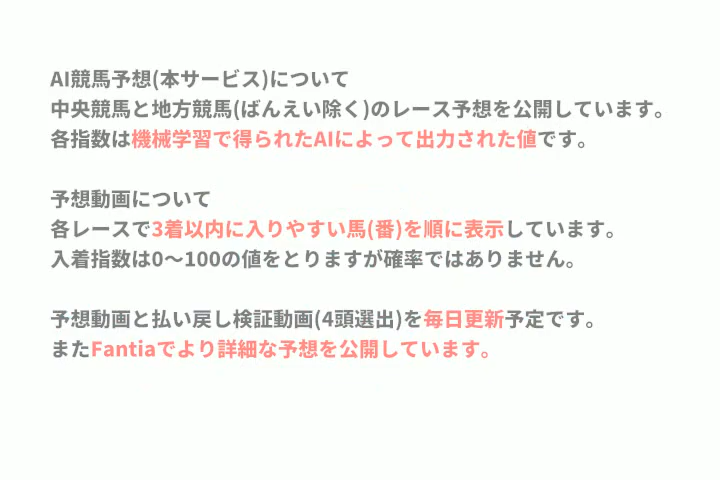 AI競馬予想(本サービス)について
中央競馬と地方競馬(ばんえい除く)のレース予想を公開しています。
各指数は機械学習で得られたAIによって出力された値です。
予想動画について
各レースで3着以内に入りやすい馬(番)を順に表示しています。
入着指数は0〜100の値をとりますが確率ではありません。
予想動画と払い戻し検証動画(4頭選出)を毎日更新予定です。
またFantiaでより詳細な予想を公開しています。